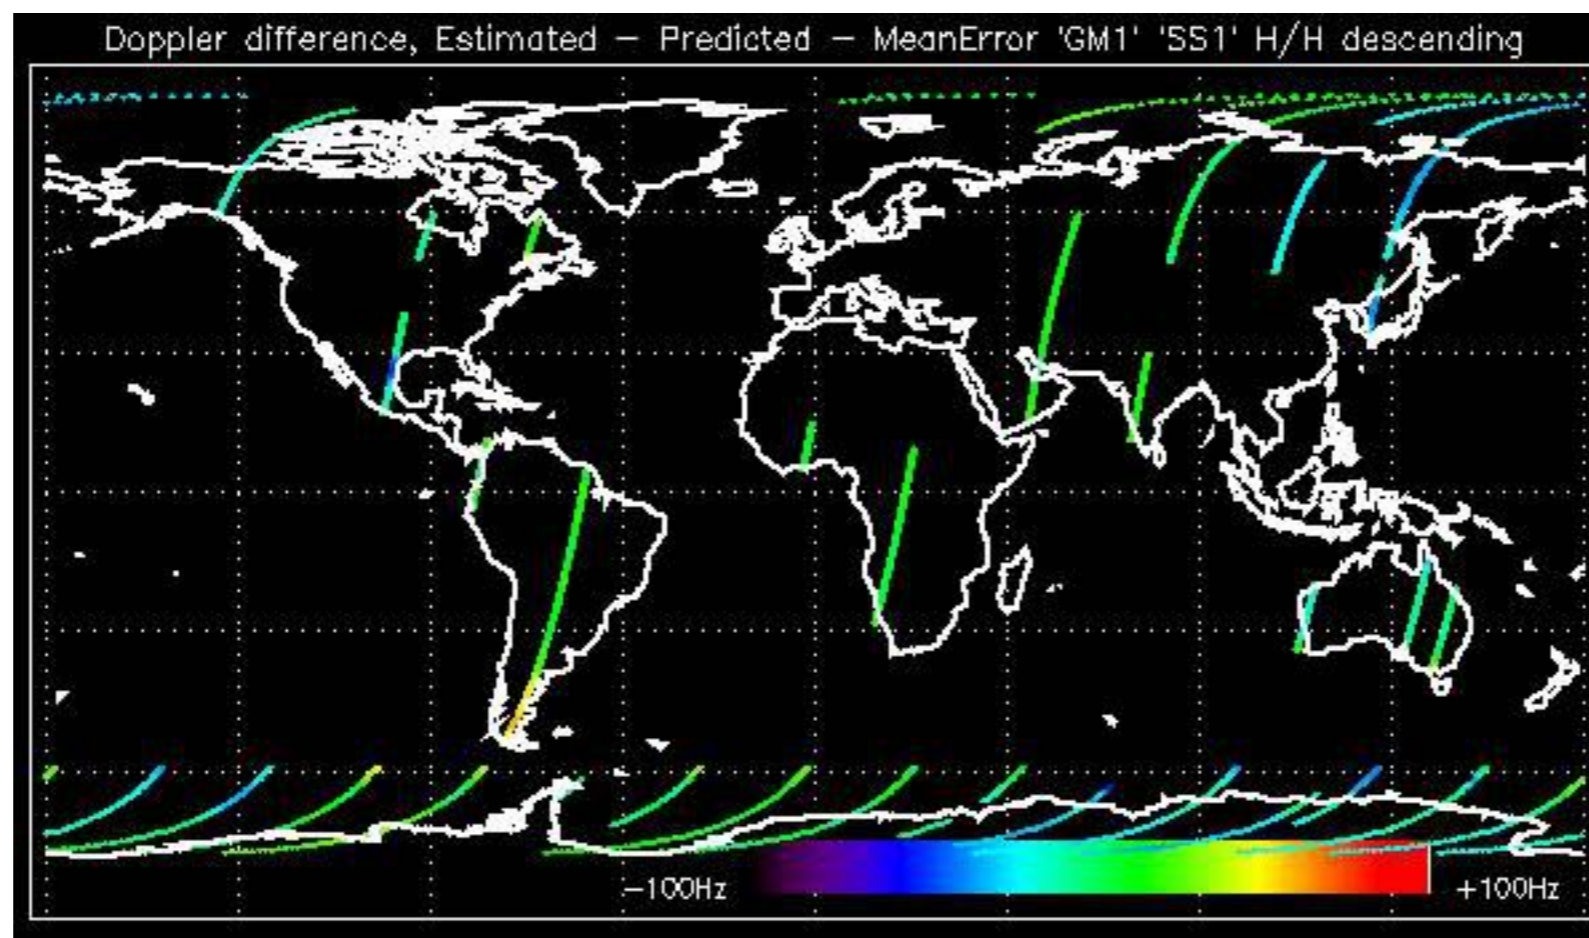 Doppler difference, Estimated – Predicted – MeanError 'GM1' 'SS1' H/H descending
−100Hz
+100Hz